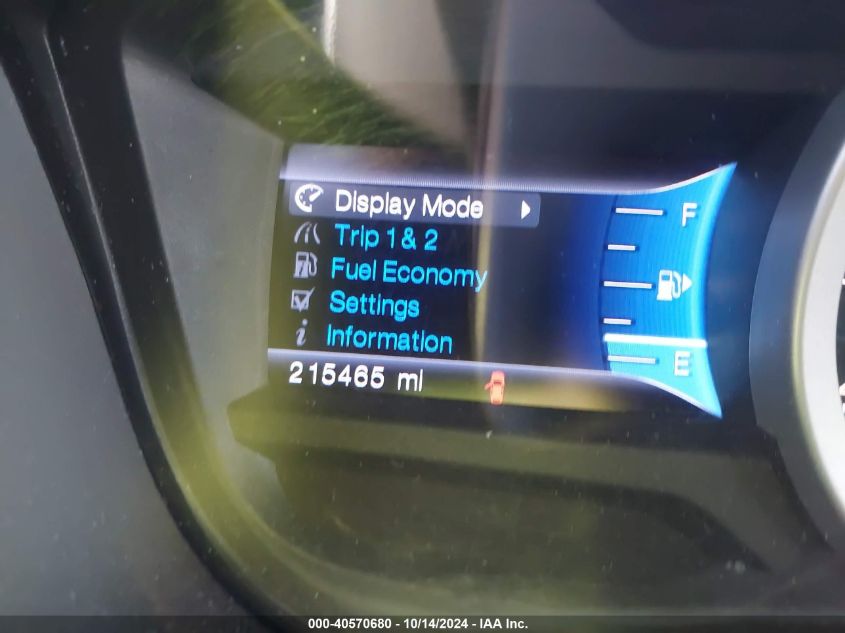 Display Mode
F
Trip 1 & 2
Fuel Economy
Settings
Information
E
215465 mi
000-40570680 - 10/14/2024 - IAA Inc.